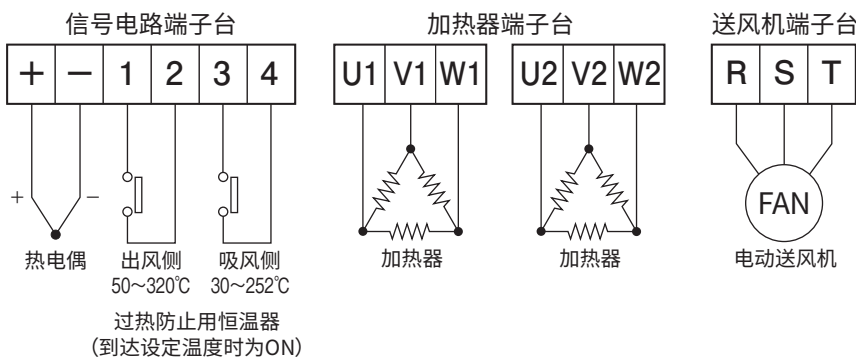 信号电路端子台 加热器端子台 送风机端子台
+ − 1 2 3 4 U1 V1 W1 U2 V2 W2 R S T
+ −
FAN
热电偶 出风侧 吸风侧 加热器 加热器 电动送风机
50～320℃ 30～252℃
过热防止用恒温器
（到达设定温度时为ON）